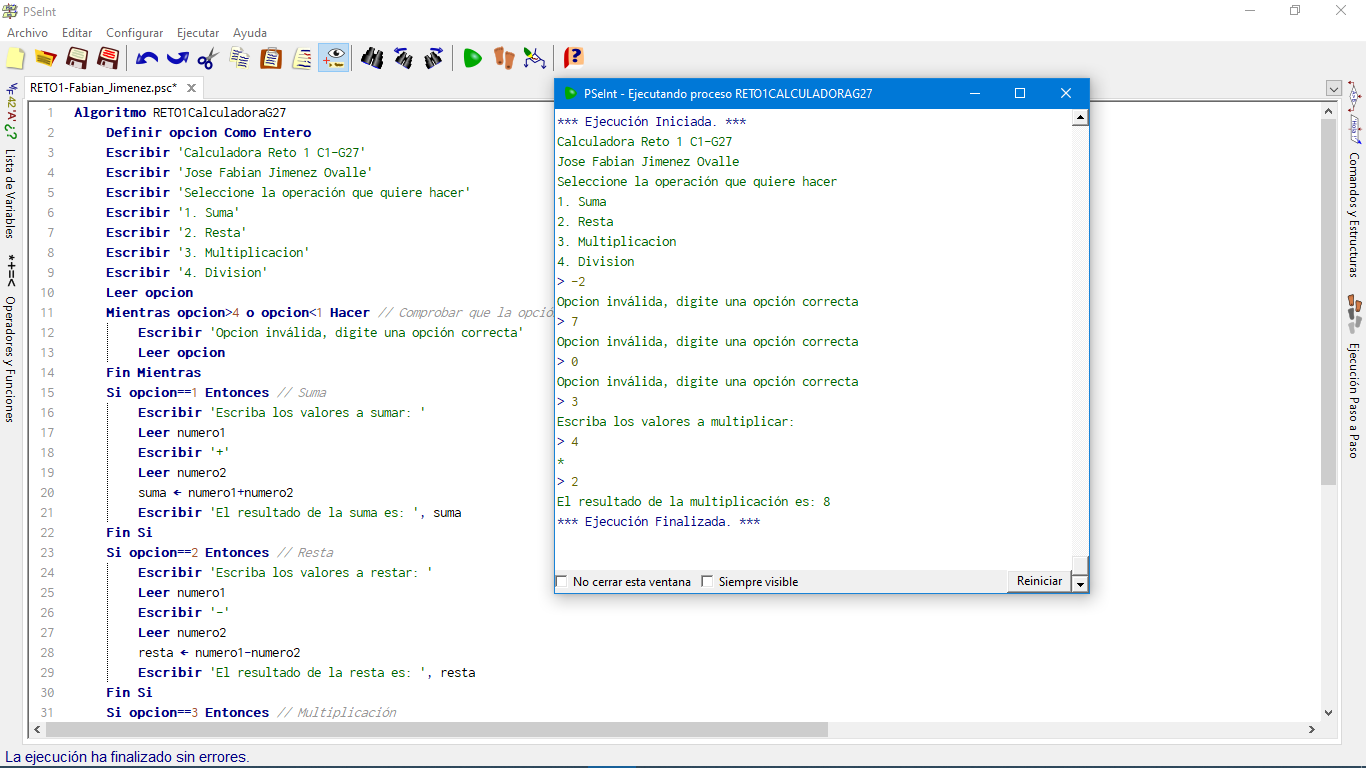 PSeInt
Archivo Editar Configurar Ejecutar Ayuda
RETO1-Fabian_Jimenez.psc*
Lista de Variables
Operadores y Funciones
1 Algoritmo RETO1CalculadoraG27
2 Definir opcion Como Entero
3 Escribir 'Calculadora Reto 1 C1-G27'
4 Escribir 'Jose Fabian Jimenez Ovalle'
5 Escribir 'Seleccione la operación que quiere hacer'
6 Escribir '1. Suma'
7 Escribir '2. Resta'
8 Escribir '3. Multiplicacion'
9 Escribir '4. Division'
10 Leer opcion
11 Mientras opcion>4 o opcion<1 Hacer // Comprobar que la opció
12 Escribir 'Opcion inválida, digite una opción correcta'
13 Leer opcion
14 Fin Mientras
15 Si opcion==1 Entonces // Suma
16 Escribir 'Escriba los valores a sumar: '
17 Leer numero1
18 Escribir '+'
19 Leer numero2
20 suma ← numero1+numero2
21 Escribir 'El resultado de la suma es: ', suma
22 Fin Si
23 Si opcion==2 Entonces // Resta
24 Escribir 'Escriba los valores a restar: '
25 Leer numero1
26 Escribir '-'
27 Leer numero2
28 resta ← numero1-numero2
29 Escribir 'El resultado de la resta es: ', resta
30 Fin Si
31 Si opcion==3 Entonces // Multiplicación
PSeInt - Ejecutando proceso RETO1CALCULADORAG27
*** Ejecución Iniciada. ***
Calculadora Reto 1 C1-G27
Jose Fabian Jimenez Ovalle
Seleccione la operación que quiere hacer
1. Suma
2. Resta
3. Multiplicacion
4. Division
> -2
Opcion inválida, digite una opción correcta
> 7
Opcion inválida, digite una opción correcta
> 0
Opcion inválida, digite una opción correcta
> 3
Escriba los valores a multiplicar:
> 4
*
> 2
El resultado de la multiplicación es: 8
*** Ejecución Finalizada. ***
No cerrar esta ventana Siempre visible Reiniciar
Comandos y Estructuras
Ejecución Paso a Paso
La ejecución ha finalizado sin errores.